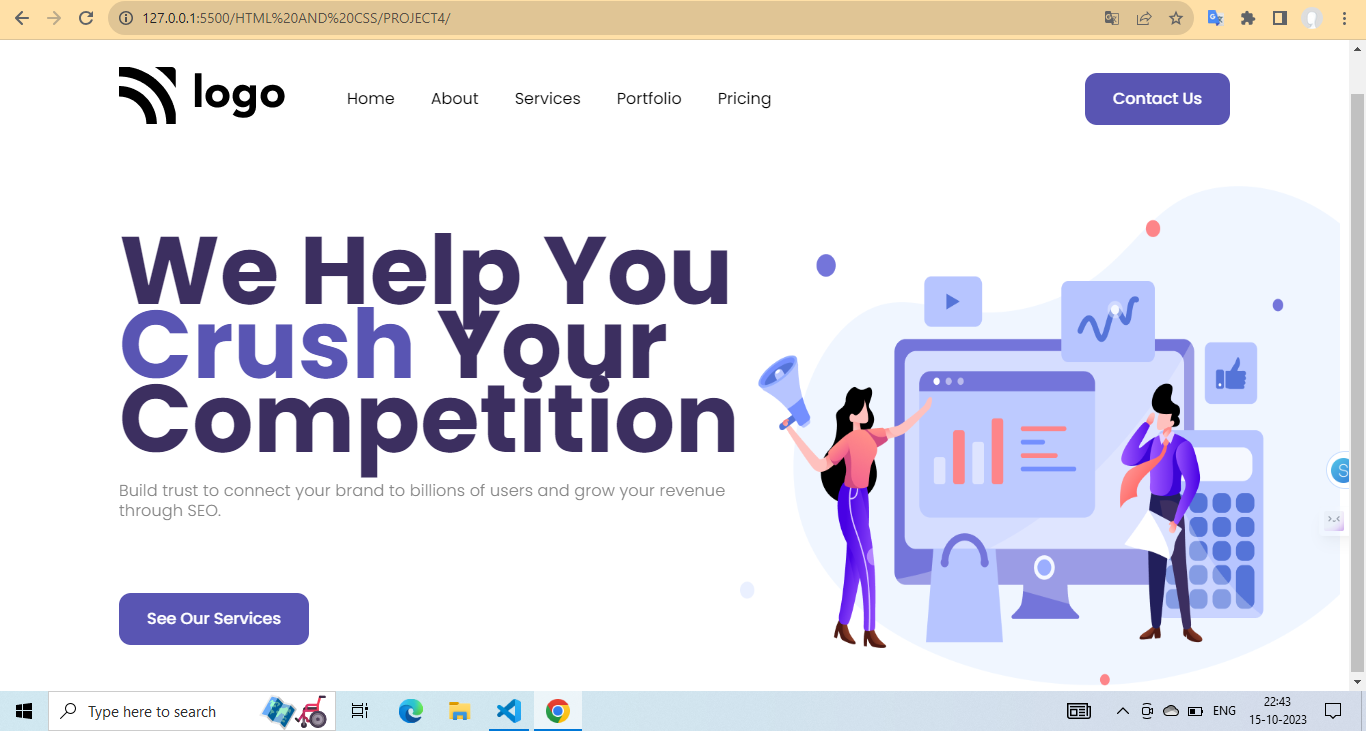 127.0.0.1:5500/HTML%20AND%20CSS/PROJECT4/
logo
Home About Services Portfolio Pricing
Contact Us
We Help You
Crush Your
Competition
Build trust to connect your brand to billions of users and grow your revenue
through SEO.
See Our Services
Type here to search
ENG
22:43
15-10-2023